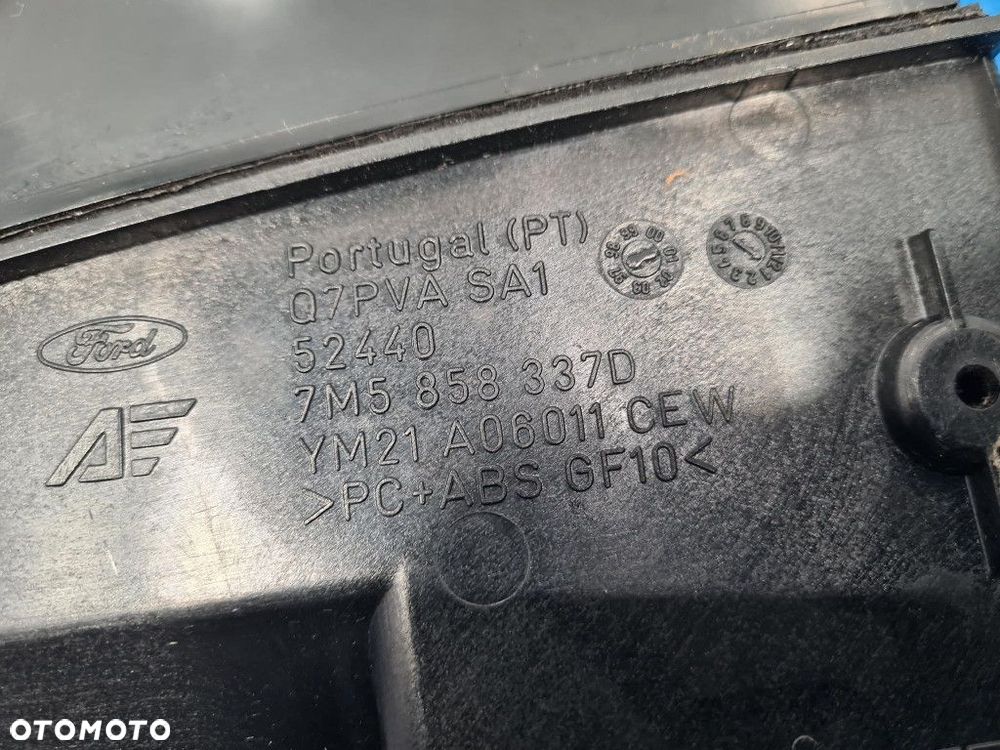 Portugal (PT)
Q7PVA SA1
52440
7M5 858 337D
YM21 A06011 CEW
>PC+ABS GF10<
Ford
OTOMOTO